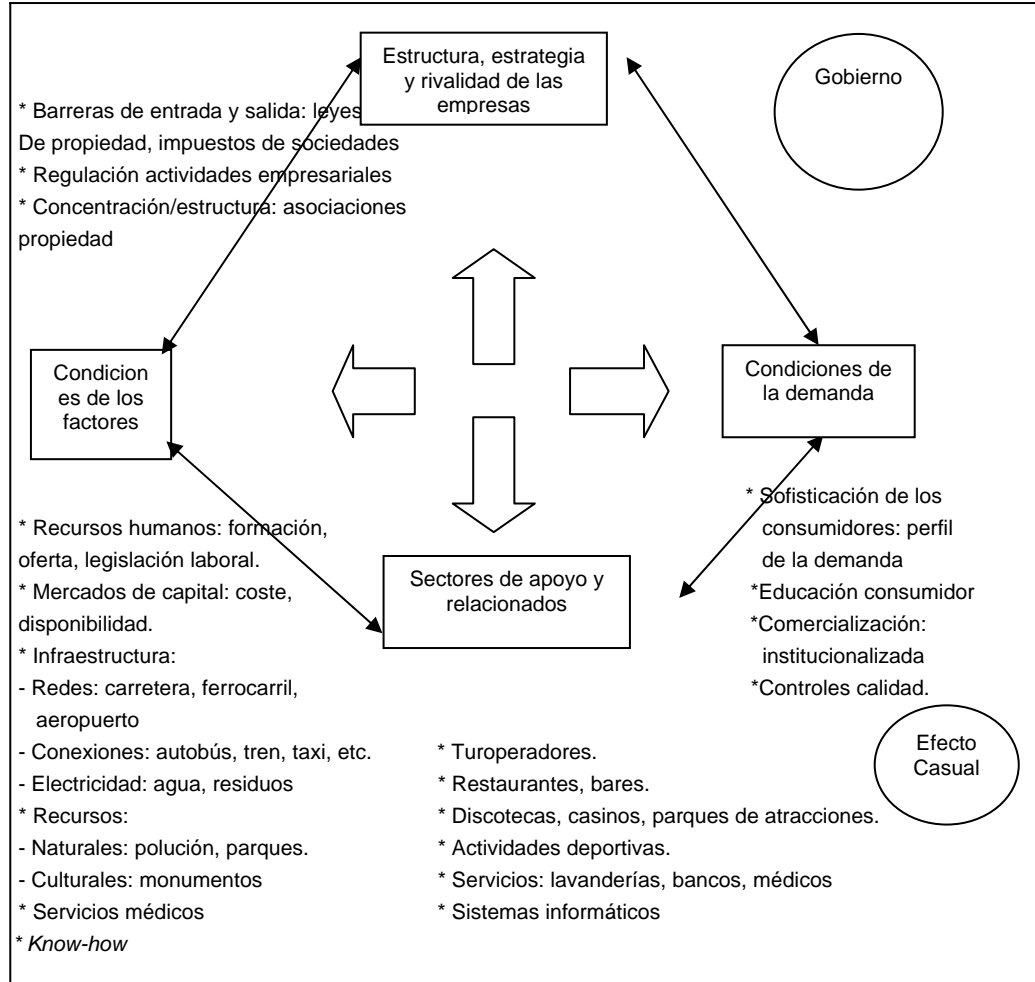 Estructura, estrategia
y rivalidad de las
empresas
Gobierno
* Barreras de entrada y salida: leyes
De propiedad, impuestos de sociedades
* Regulación actividades empresariales
* Concentración/estructura: asociaciones
propiedad
Condicion
es de los
factores
Condiciones de
la demanda
* Recursos humanos: formación,
oferta, legislación laboral.
* Mercados de capital: coste,
disponibilidad.
* Infraestructura:
- Redes: carretera, ferrocarril,
aeropuerto
- Conexiones: autobús, tren, taxi, etc.
- Electricidad: agua, residuos
* Recursos:
- Naturales: polución, parques.
- Culturales: monumentos
* Servicios médicos
* Know-how
Sectores de apoyo y
relacionados
* Sofisticación de los
consumidores: perfil
de la demanda
*Educación consumidor
*Comercialización:
institucionalizada
*Controles calidad.
* Turoperadores.
* Restaurantes, bares.
* Discotecas, casinos, parques de atracciones.
* Actividades deportivas.
* Servicios: lavanderías, bancos, médicos
* Sistemas informáticos
Efecto
Casual